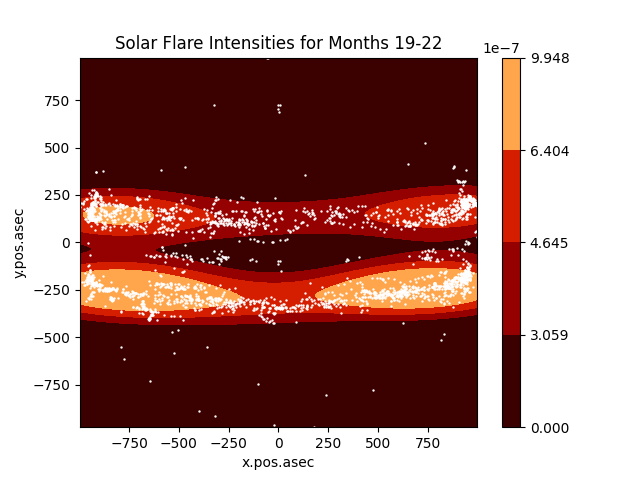 Solar Flare Intensities for Months 19-22
1e−7
9.948
6.404
4.645
3.059
0.000
y.pos.asec
750
500
250
0
−250
−500
−750
−750 −500 −250 0 250 500 750
x.pos.asec